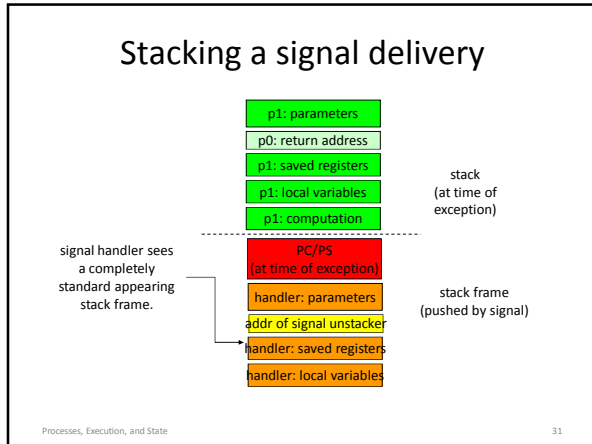 Stacking a signal delivery
p1: parameters
p0: return address
p1: saved registers
p1: local variables
p1: computation
stack
(at time of
exception)
signal handler sees
a completely
standard appearing
stack frame.
PC/PS
(at time of exception)
handler: parameters
addr of signal unstacker
handler: saved registers
handler: local variables
stack frame
(pushed by signal)
Processes, Execution, and State
31